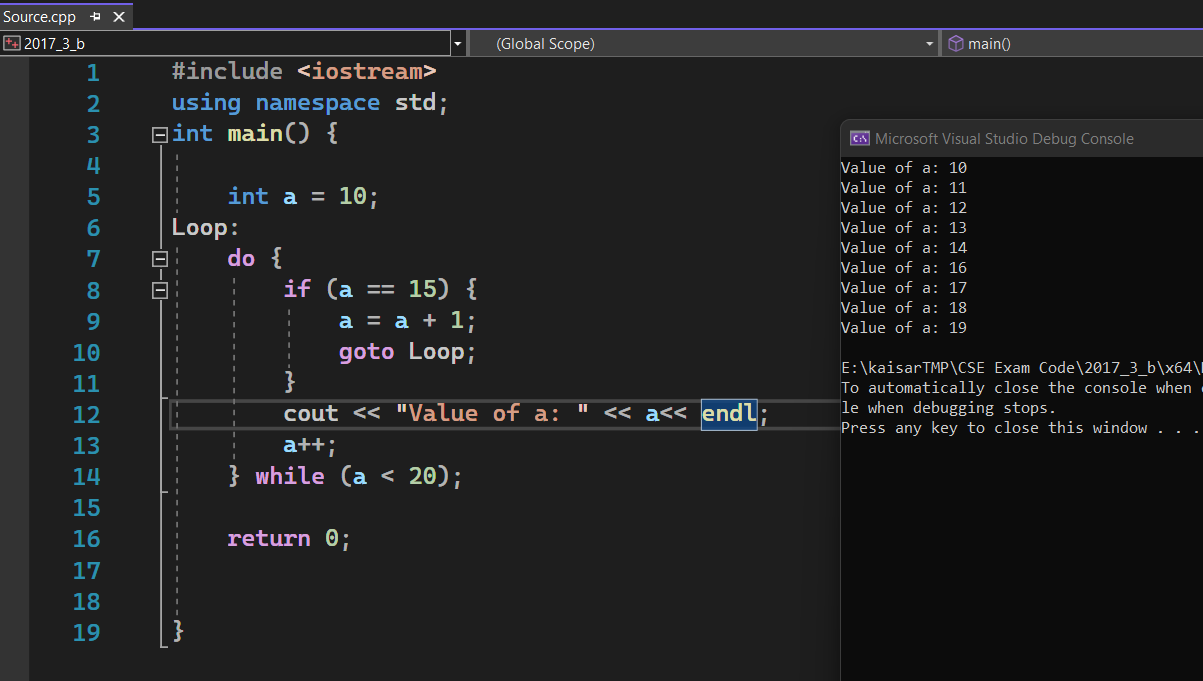 Source.cpp
2017_3_b (Global Scope) main()
1 #include <iostream>
2 using namespace std;
3 int main() {
4
5 int a = 10;
6 Loop:
7 do {
8 if (a == 15) {
9 a = a + 1;
10 goto Loop;
11 }
12 cout << "Value of a: " << a<< endl;
13 a++;
14 } while (a < 20);
15
16 return 0;
17
18
19 }
Microsoft Visual Studio Debug Console
Value of a: 10
Value of a: 11
Value of a: 12
Value of a: 13
Value of a: 14
Value of a: 16
Value of a: 17
Value of a: 18
Value of a: 19
E:\kaisarTMP\CSE Exam Code\2017_3_b\x64\
To automatically close the console when
le when debugging stops.
Press any key to close this window . . .